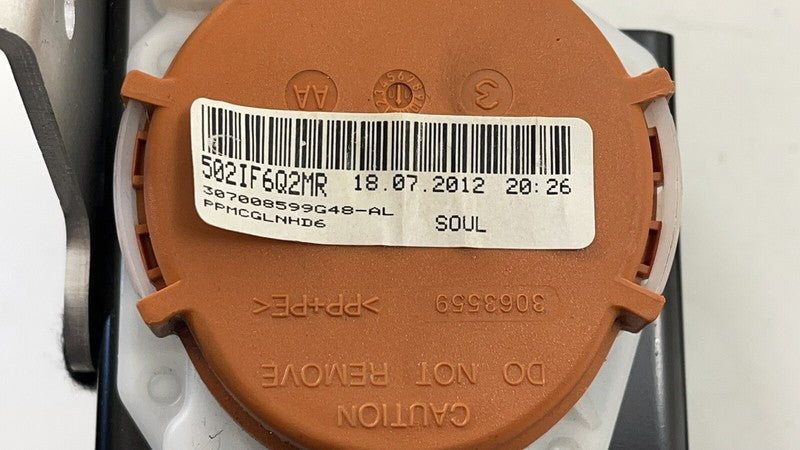 AA
3
502IF6Q2MR 18.07.2012 20:26
307008599G48-AL
PPMCGLNHD6 SOUL
CAUTION
DO NOT REMOVE
3063559 >PP+PE<